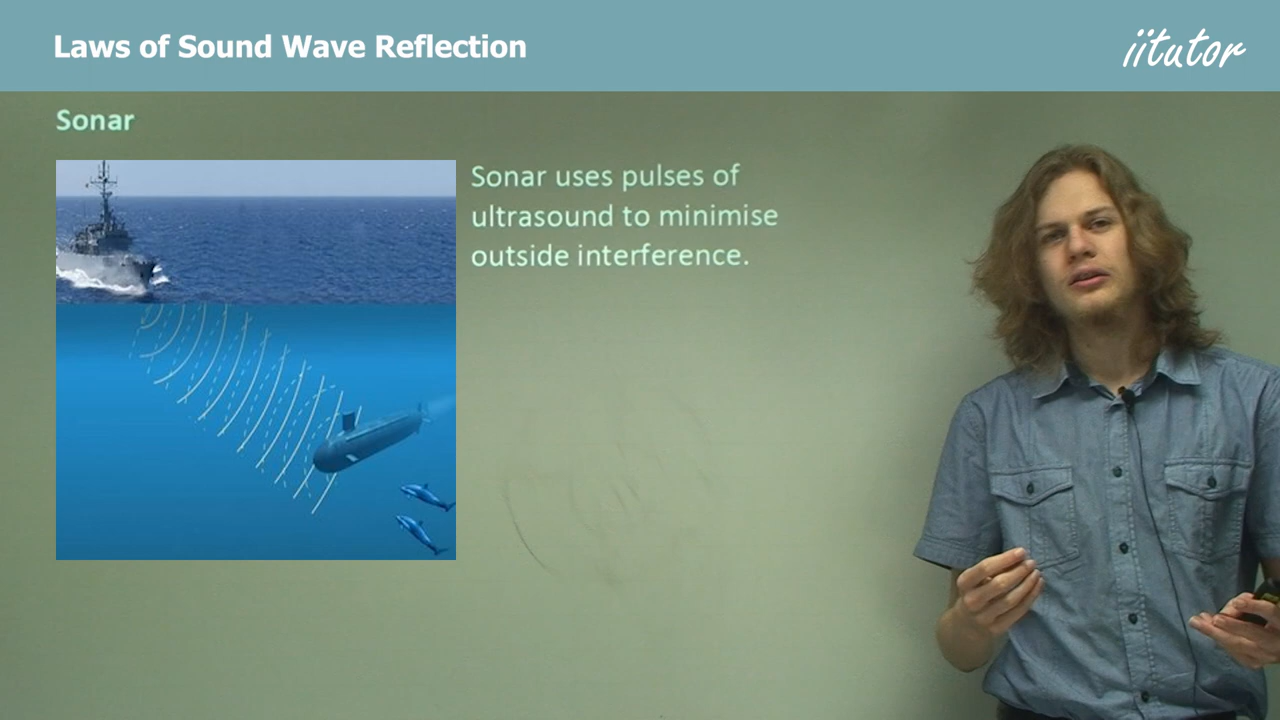 Laws of Sound Wave Reflection
iitutor
Sonar
Sonar uses pulses of
ultrasound to minimise
outside interference.